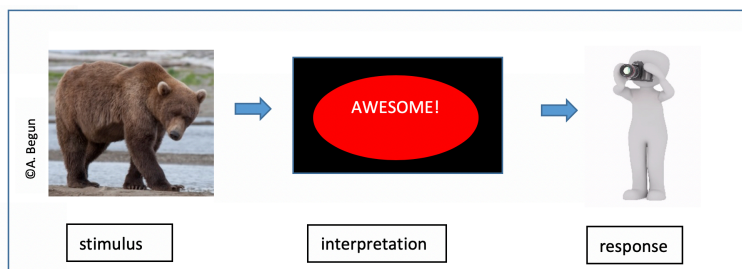 ©A. Begun
AWESOME!
stimulus
interpretation
response